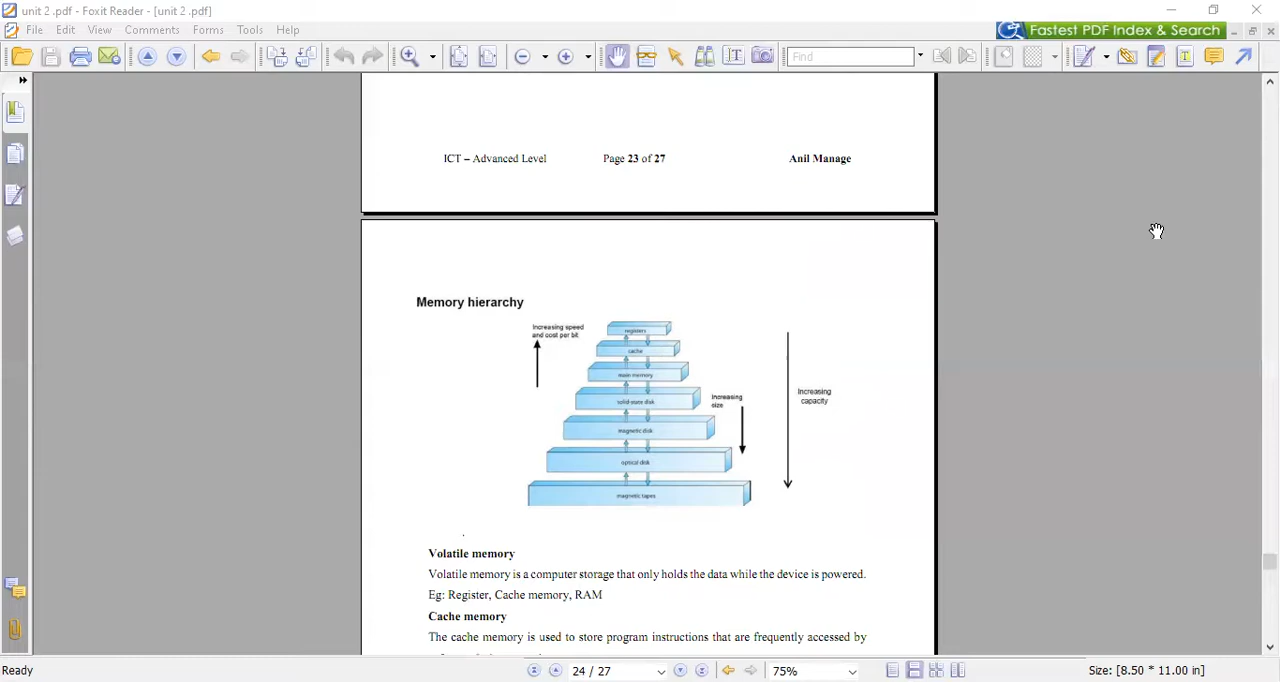 unit 2 .pdf - Foxit Reader - [unit 2 .pdf]
File Edit View Comments Forms Tools Help
Fastest PDF Index & Search
Find
ICT – Advanced Level Page 23 of 27 Anil Manage
Memory hierarchy
Increasing speed
and cost per bit
registers
cache
main memory
solid-state disk
Increasing
size
Increasing
capacity
magnetic disk
optical disk
magnetic tapes
Volatile memory
Volatile memory is a computer storage that only holds the data while the device is powered.
Eg: Register, Cache memory, RAM
Cache memory
The cache memory is used to store program instructions that are frequently accessed by
Ready 24 / 27 75% Size: [8.50 * 11.00 in]